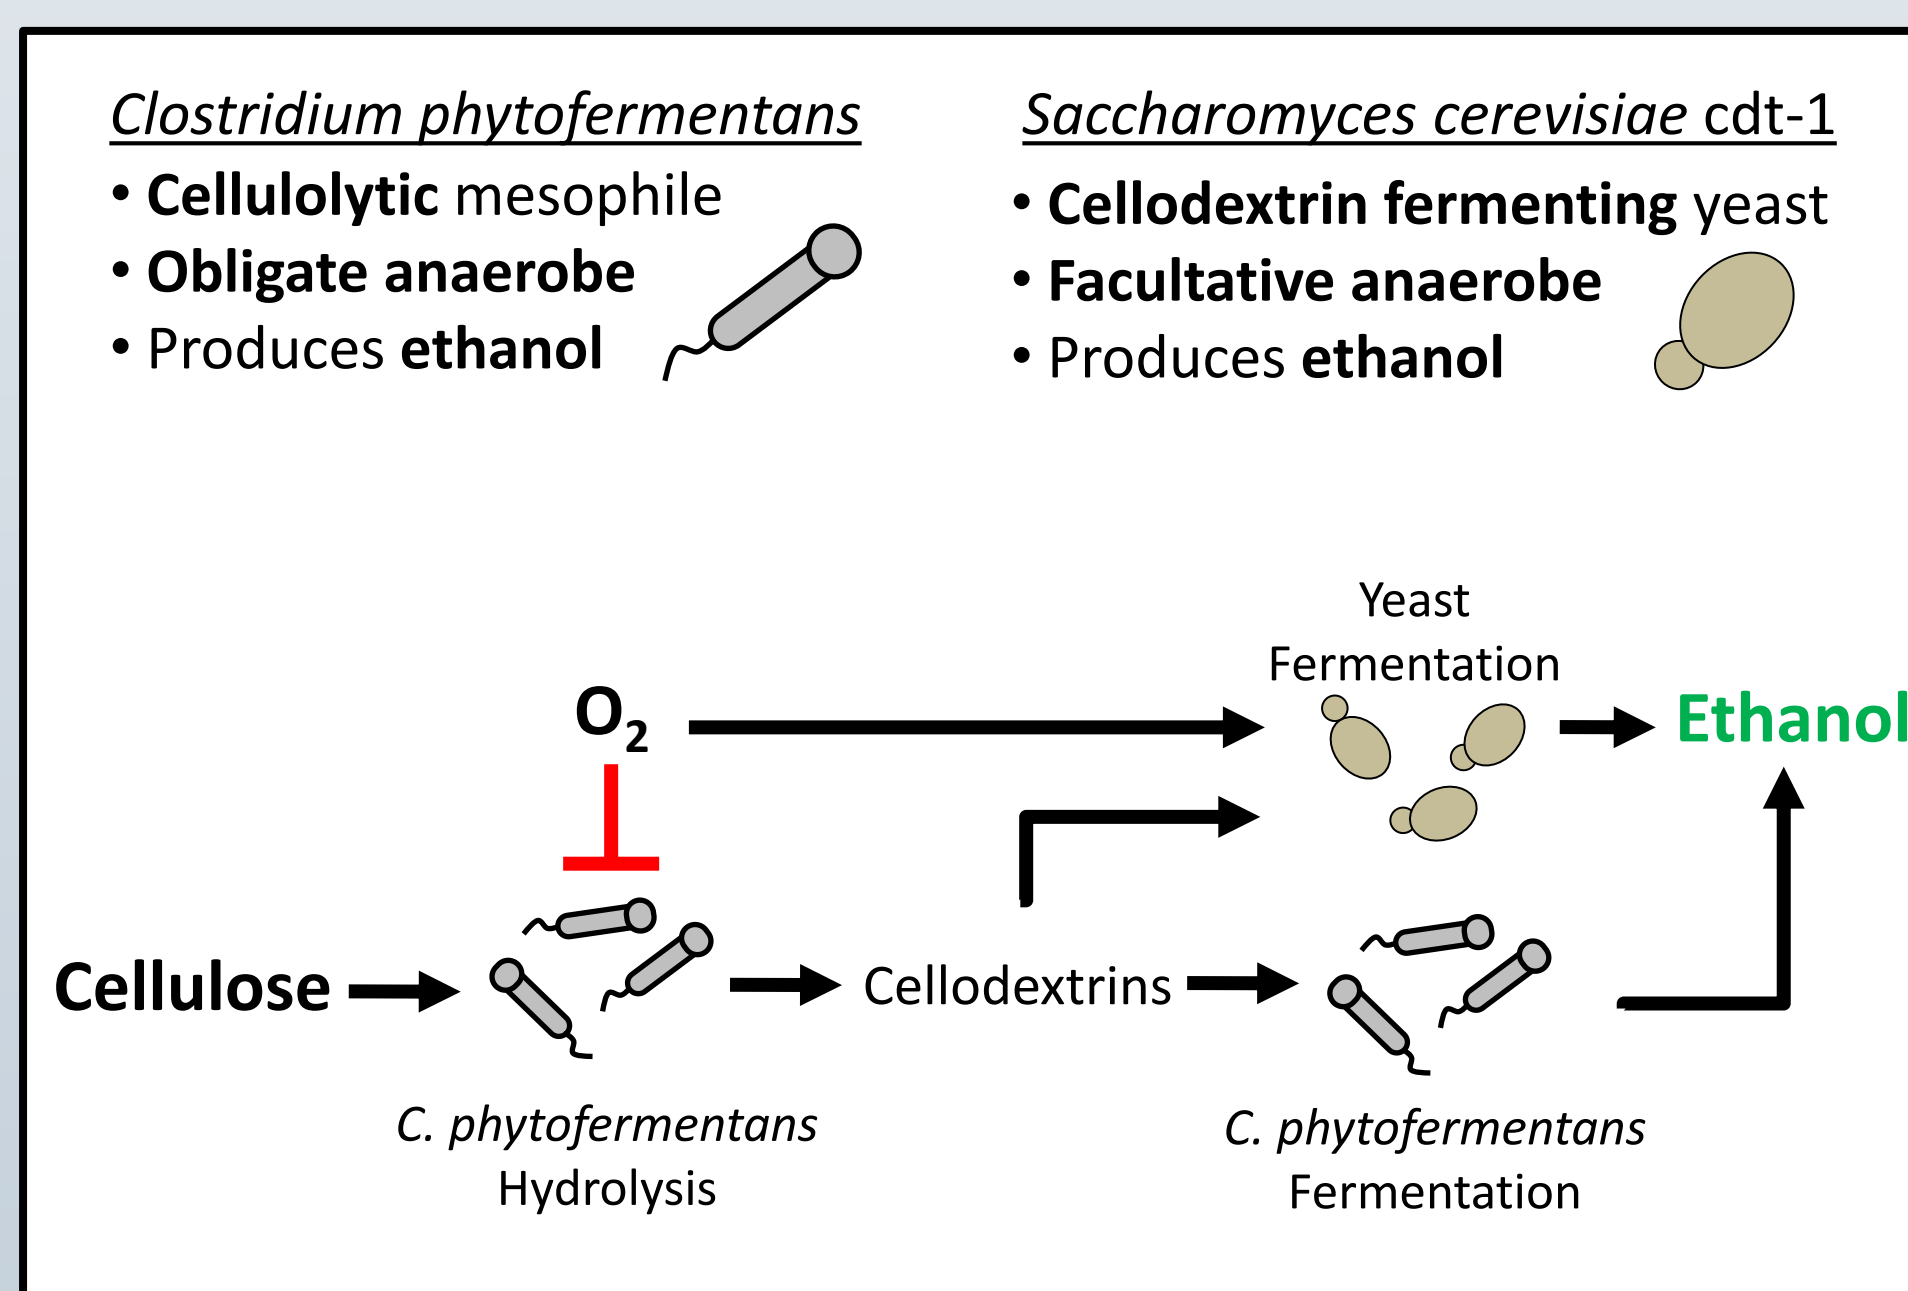 Clostridium phytofermentans
• Cellulolytic mesophile
• Obligate anaerobe
• Produces ethanol
Saccharomyces cerevisiae cdt-1
• Cellodextrin fermenting yeast
• Facultative anaerobe
• Produces ethanol
Yeast
Fermentation
O₂
Ethanol
Cellulose
Cellodextrins
C. phytofermentans
Hydrolysis
C. phytofermentans
Fermentation